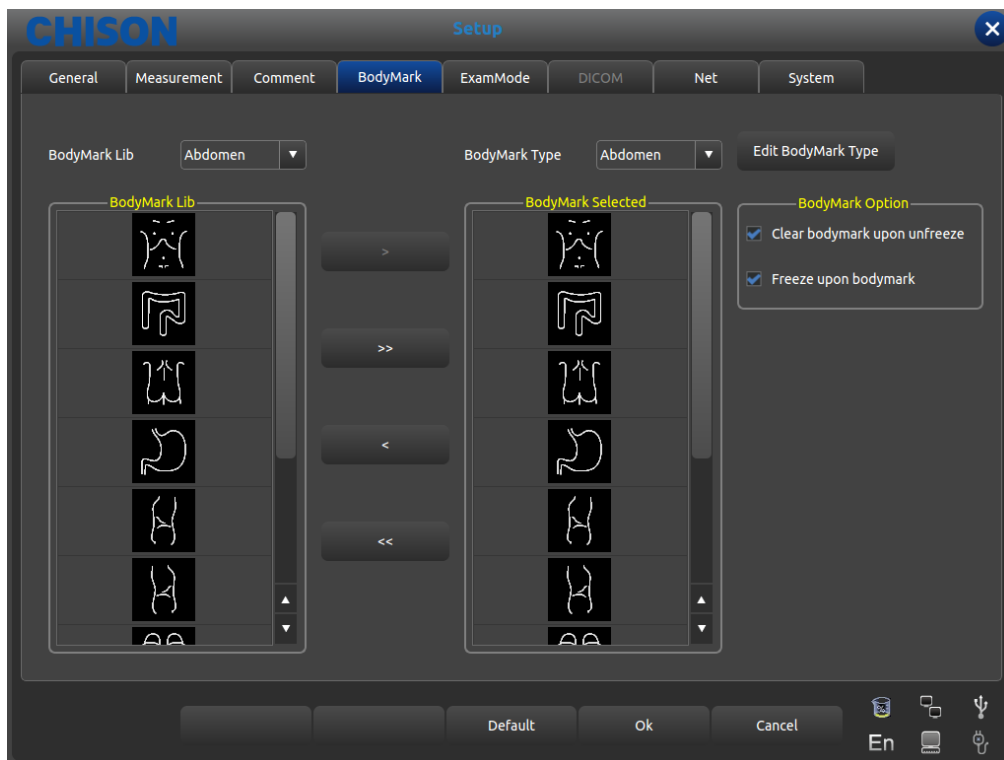 CHISON
Setup
General
Measurement
Comment
BodyMark
ExamMode
DICOM
Net
System
BodyMark Lib
Abdomen
BodyMark Type
Abdomen
Edit BodyMark Type
BodyMark Lib
BodyMark Selected
BodyMark Option
>
>>
<
<<
Clear bodymark upon unfreeze
Freeze upon bodymark
Default
Ok
Cancel
En